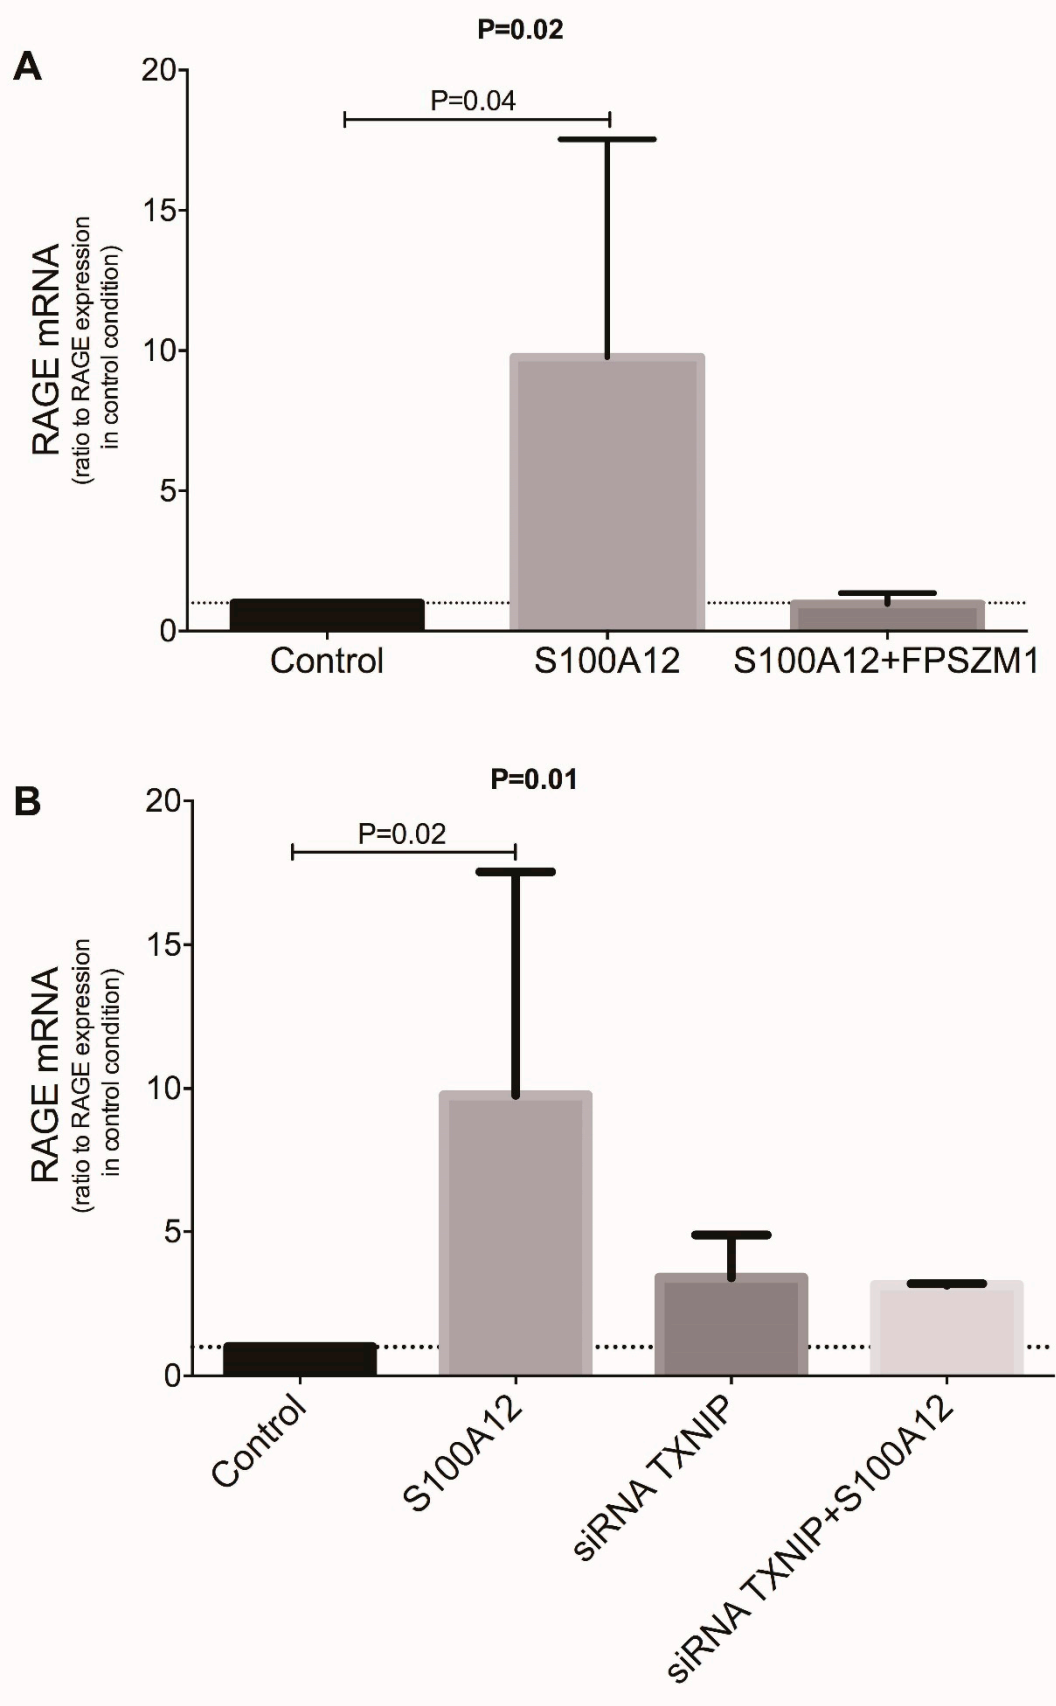 P=0.02
A
20
P=0.04
15
10
5
0
RAGE mRNA
(ratio to RAGE expression
in control condition)
Control
S100A12
S100A12+FPSZM1
P=0.01
B
20
P=0.02
15
10
5
0
RAGE mRNA
(ratio to RAGE expression
in control condition)
Control
S100A12
siRNA TXNIP
siRNA TXNIP+S100A12